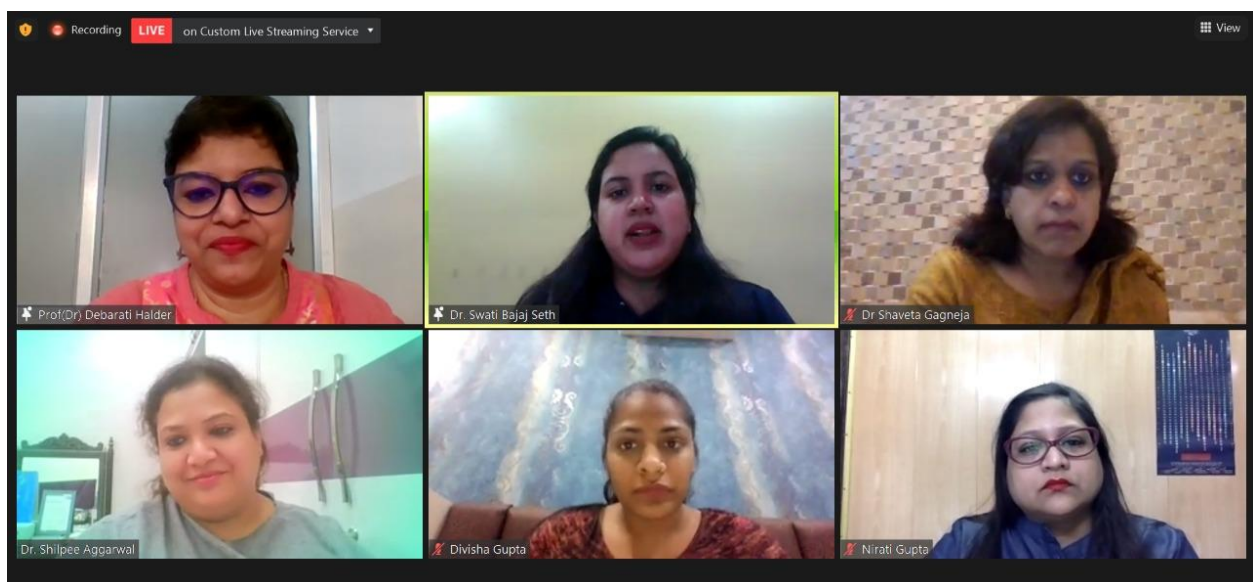 Recording LIVE on Custom Live Streaming Service
View
Prof(Dr) Debarati Halder
Dr. Swati Bajaj Seth
Dr Shaveta Gagneja
Dr. Shilpee Aggarwal
Divisha Gupta
Nirati Gupta